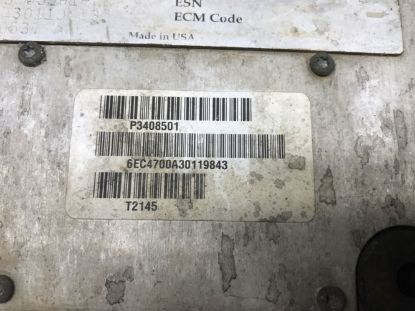 ESN
ECM Code
Made in USA
P3408501
6EC4700A30119843
T2145